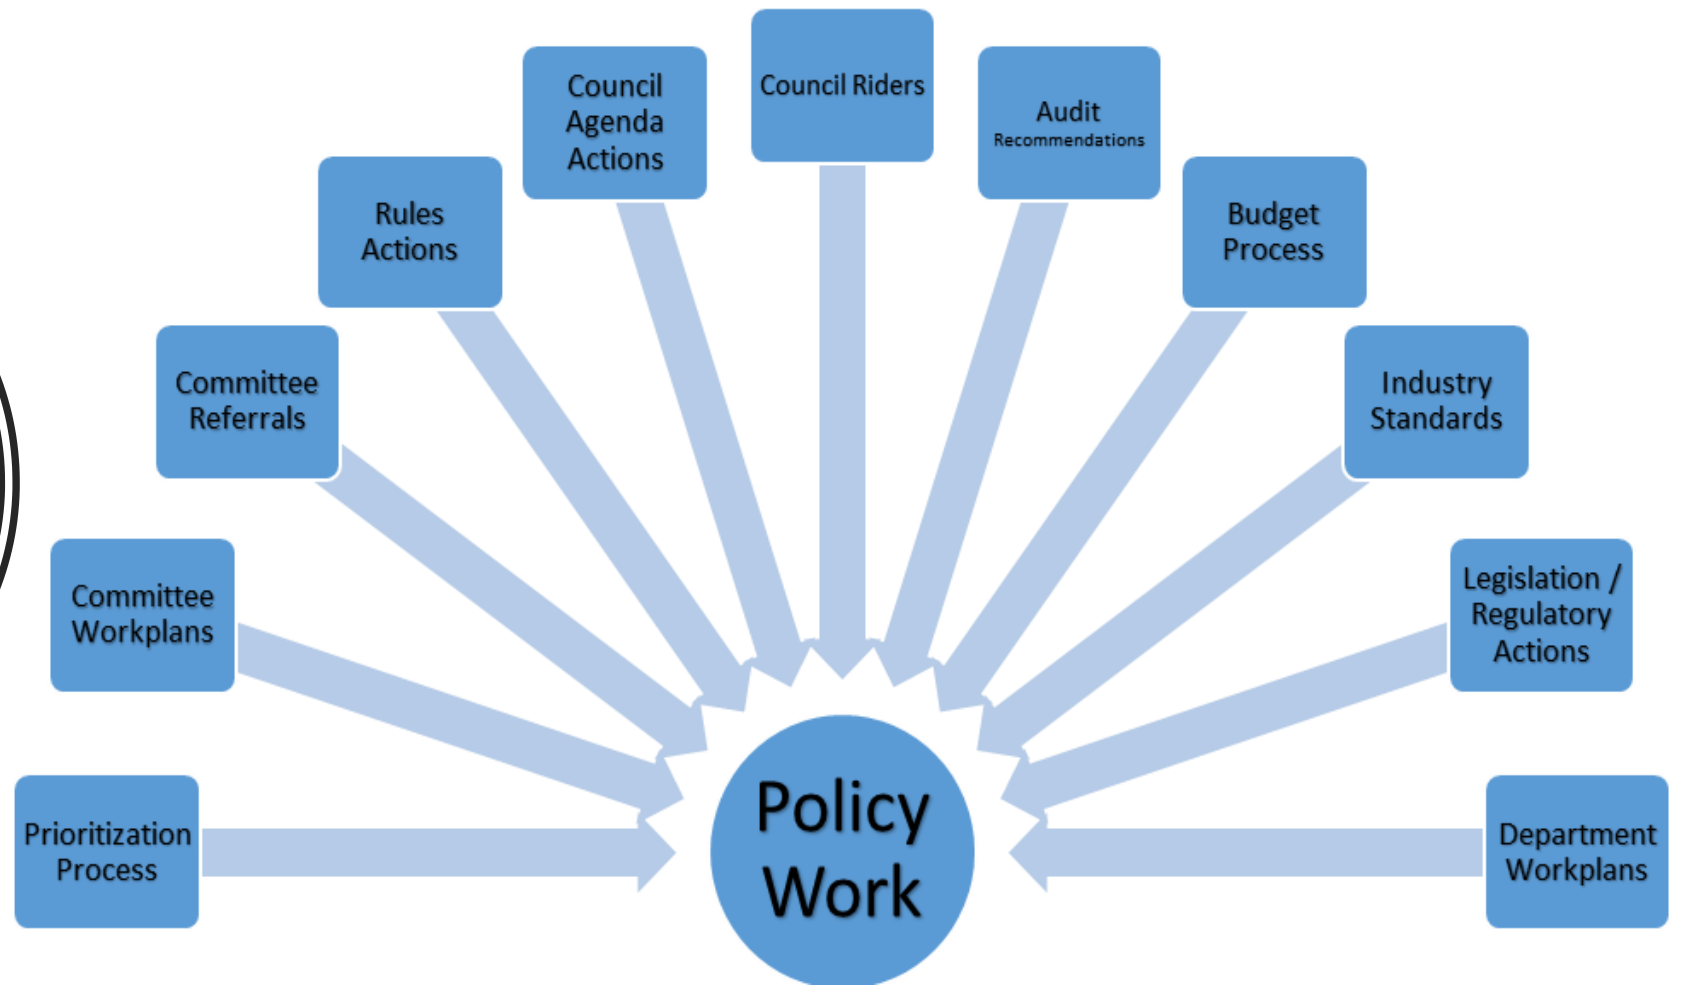 Council Riders
Council
Agenda
Actions
Audit
Recommendations
Rules
Actions
Budget
Process
Committee
Referrals
Industry
Standards
Committee
Workplans
Legislation /
Regulatory
Actions
Prioritization
Process
Policy
Work
Department
Workplans